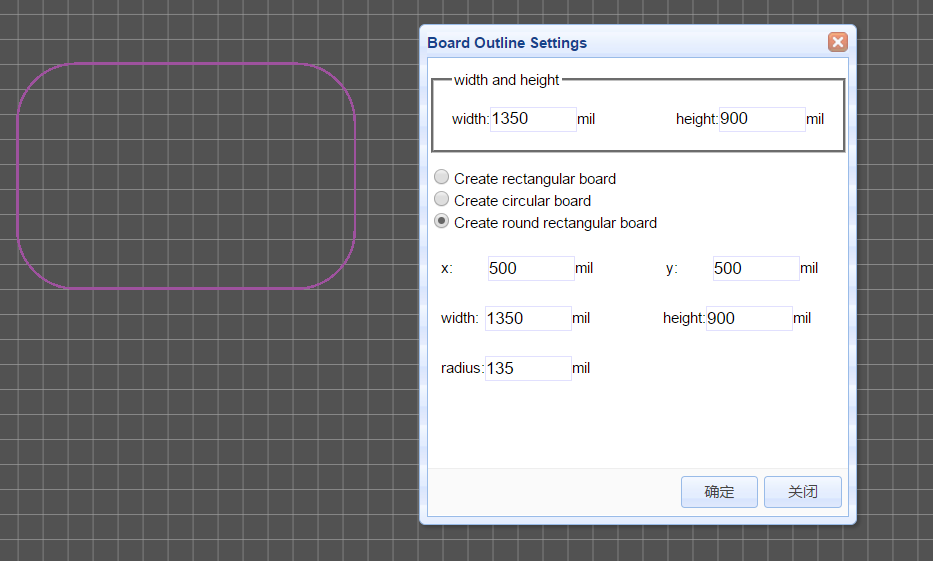 Board Outline Settings
width and height
width: 1350 mil height: 900 mil
Create rectangular board
Create circular board
Create round rectangular board
x: 500 mil y: 500 mil
width: 1350 mil height: 900 mil
radius: 135 mil
确定 关闭